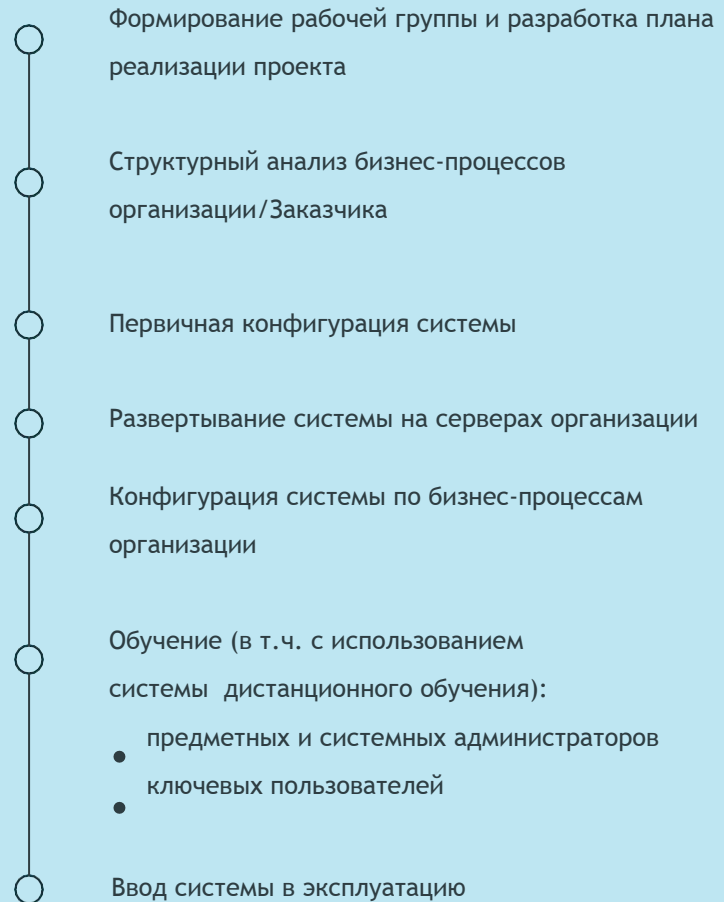 Формирование рабочей группы и разработка плана
реализации проекта
Структурный анализ бизнес-процессов
организации/Заказчика
Первичная конфигурация системы
Развертывание системы на серверах организации
Конфигурация системы по бизнес-процессам
организации
Обучение (в т.ч. с использованием
системы дистанционного обучения):
предметных и системных администраторов
ключевых пользователей
Ввод системы в эксплуатацию